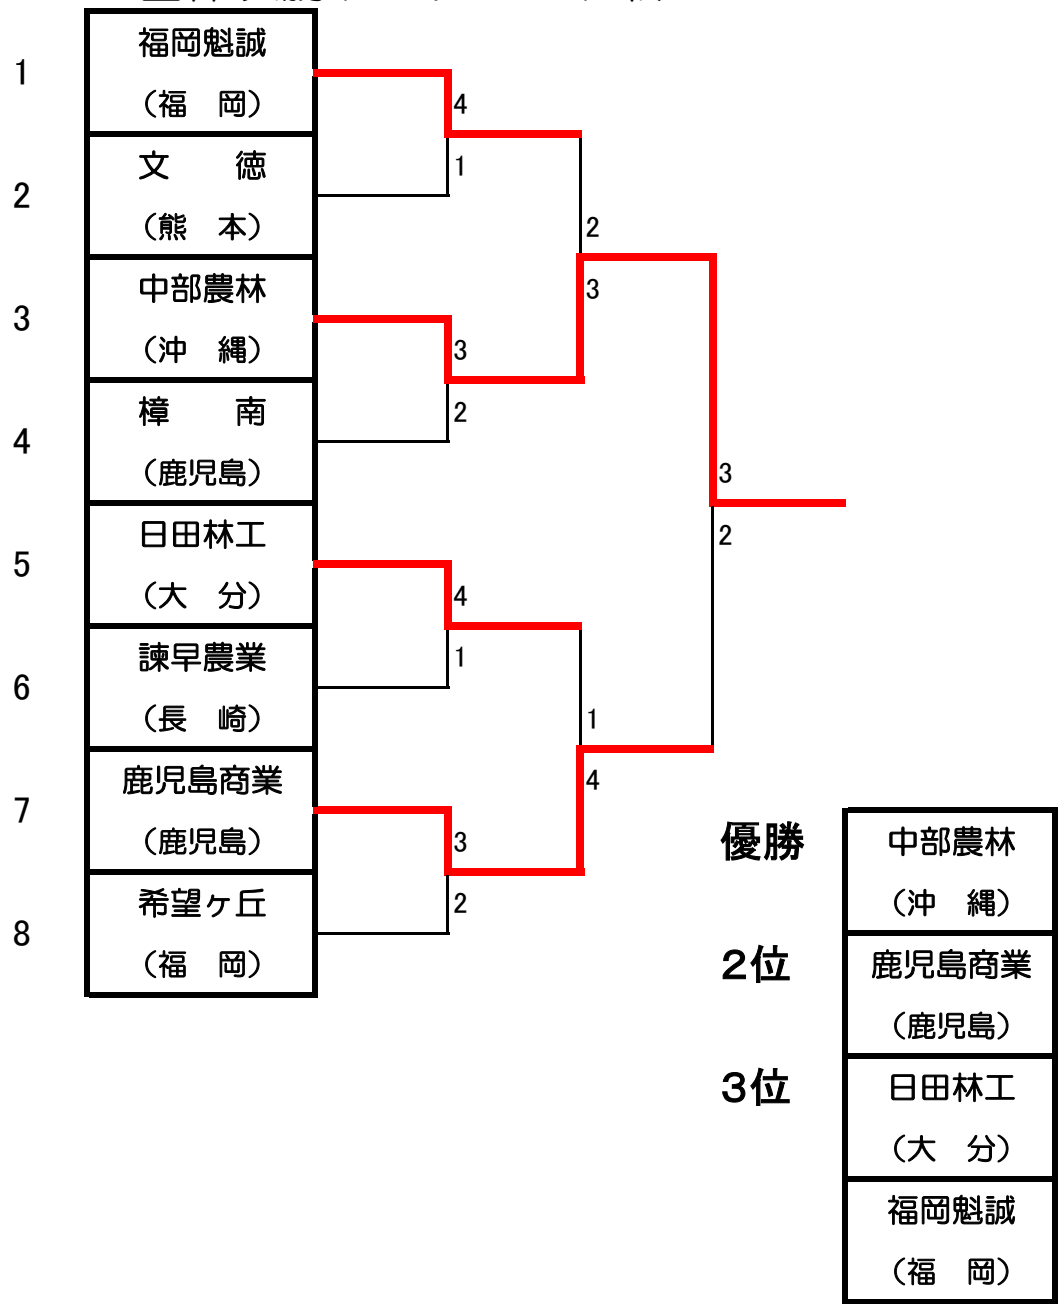 1
福岡魁誠
（福　岡）
4
1
2
文　　徳
（熊　本）
2
3
3
中部農林
（沖　縄）
3
2
4
樟　　南
（鹿児島）
3
2
5
日田林工
（大　分）
4
1
6
諫早農業
（長　崎）
1
4
7
鹿児島商業
（鹿児島）
3
2
8
希望ヶ丘
（福　岡）
優勝
中部農林
（沖　縄）
2位
鹿児島商業
（鹿児島）
3位
日田林工
（大　分）
福岡魁誠
（福　岡）